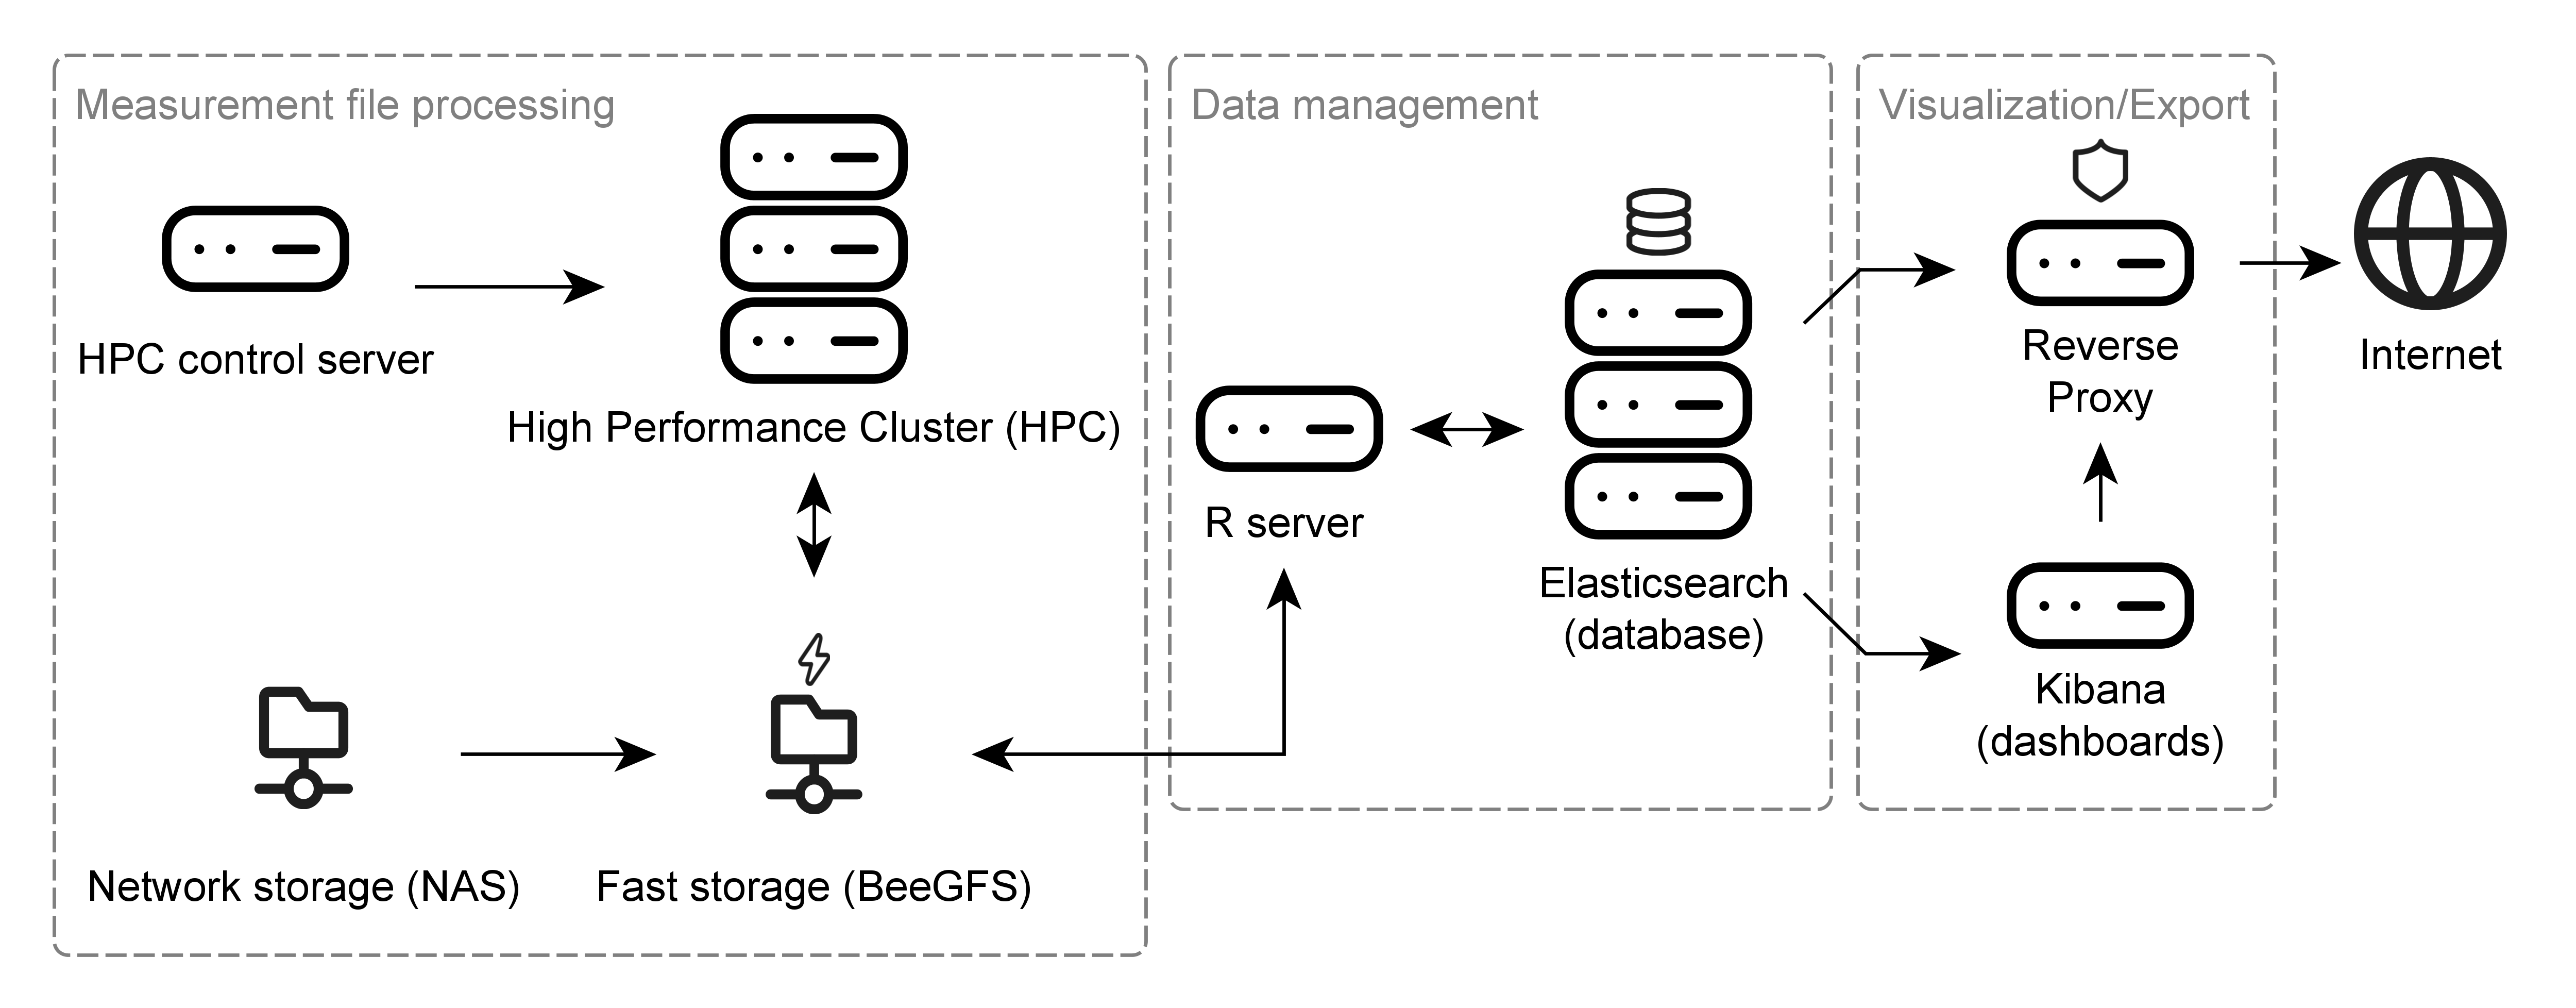 Measurement file processing
HPC control server
High Performance Cluster (HPC)
Network storage (NAS)
Fast storage (BeeGFS)
Data management
R server
Elasticsearch
(database)
Visualization/Export
Reverse
Proxy
Kibana
(dashboards)
Internet